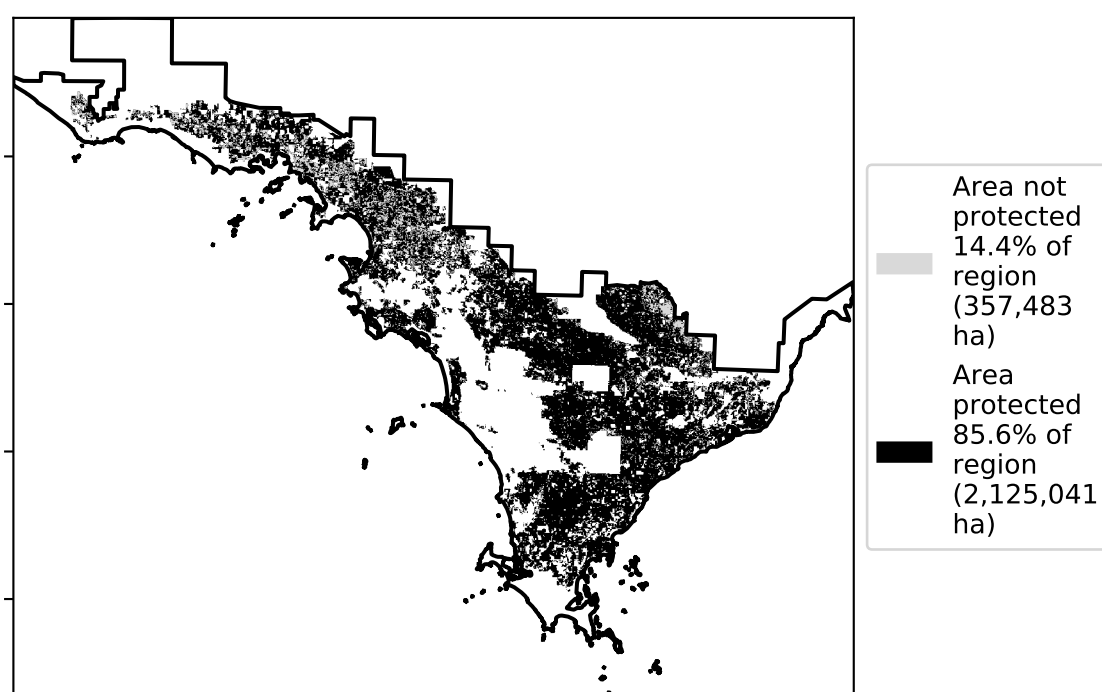 Area not
protected
14.4% of
region
(357,483
ha)
Area
protected
85.6% of
region
(2,125,041
ha)